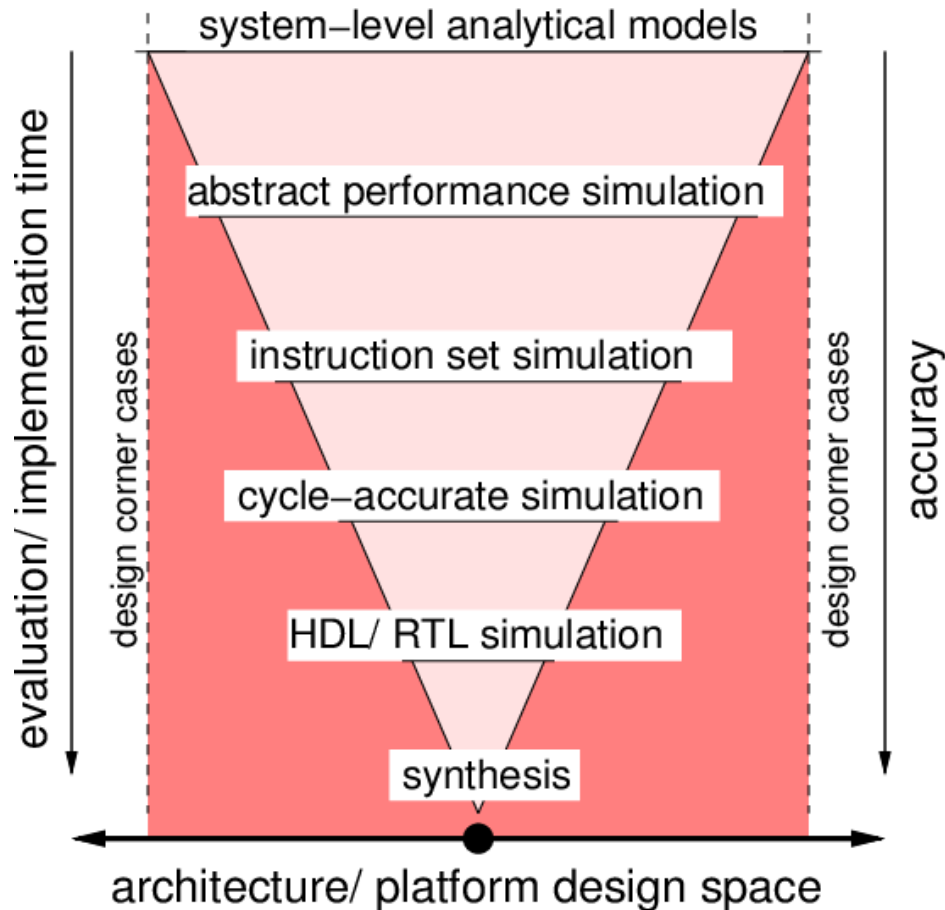 system−level analytical models
evaluation/ implementation time
abstract performance simulation
instruction set simulation
design corner cases
design corner cases
accuracy
cycle−accurate simulation
HDL/ RTL simulation
synthesis
architecture/ platform design space